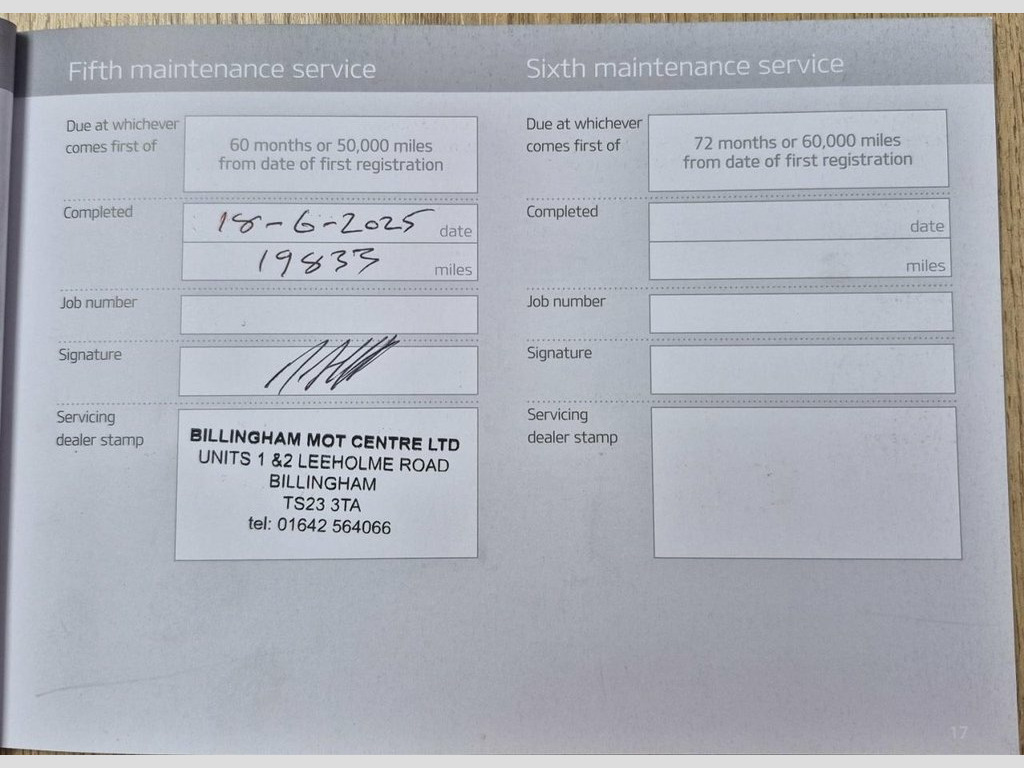 Fifth maintenance service
Due at whichever
comes first of
60 months or 50,000 miles
from date of first registration
Completed
18-6-2025 date
19833 miles
Job number
Signature
Servicing
dealer stamp
BILLINGHAM MOT CENTRE LTD
UNITS 1 &2 LEEHOLME ROAD
BILLINGHAM
TS23 3TA
tel: 01642 564066
Sixth maintenance service
Due at whichever
comes first of
72 months or 60,000 miles
from date of first registration
Completed
date
miles
Job number
Signature
Servicing
dealer stamp
17